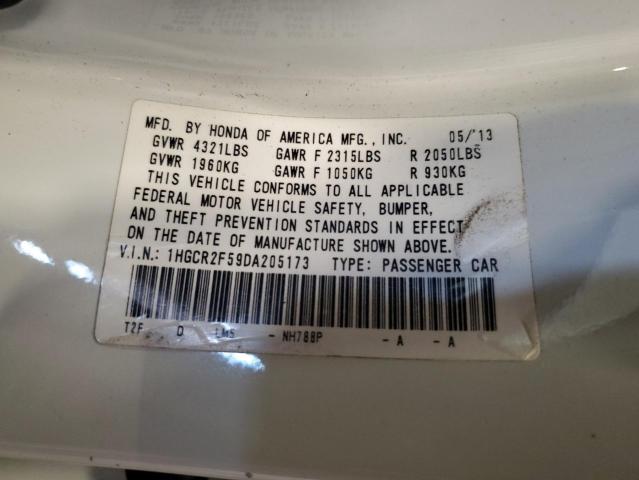 MFD. BY HONDA OF AMERICA MFG., INC. 05/'13
GVWR 4321LBS GAWR F 2315LBS R 2050LBS
GVWR 1960KG GAWR F 1050KG R 930KG
THIS VEHICLE CONFORMS TO ALL APPLICABLE
FEDERAL MOTOR VEHICLE SAFETY, BUMPER,
AND THEFT PREVENTION STANDARDS IN EFFECT
ON THE DATE OF MANUFACTURE SHOWN ABOVE.
V.I.N.: 1HGCR2F59DA205173 TYPE: PASSENGER CAR
T2F D LM5 - NH788P - A - A